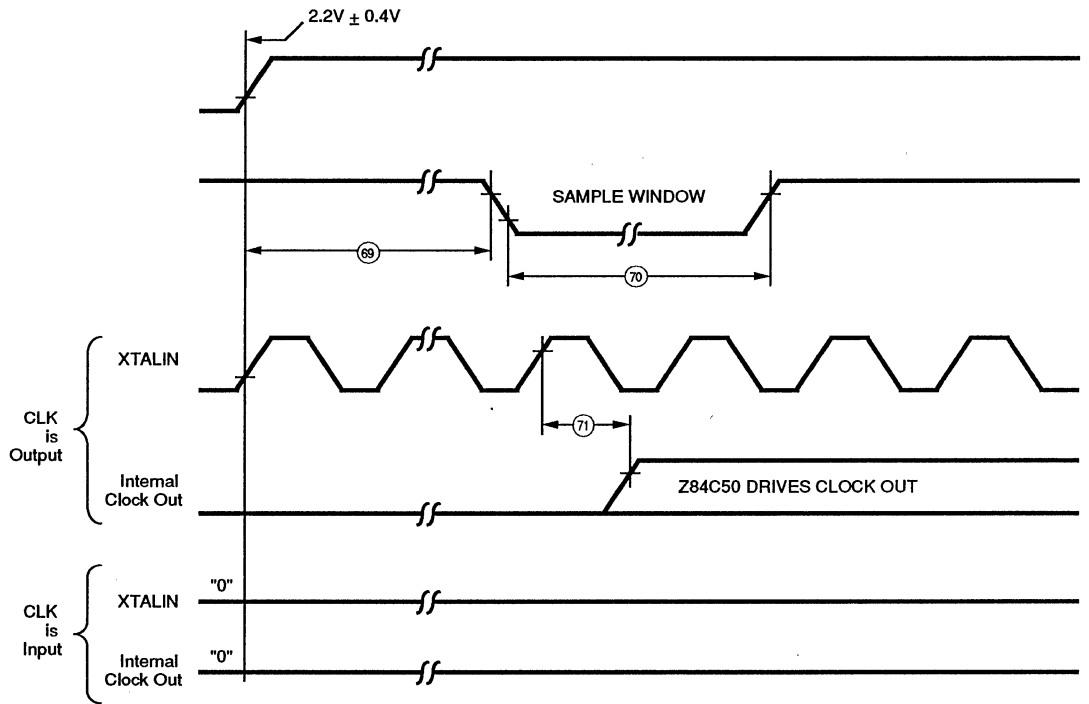 2.2V ± 0.4V
SAMPLE WINDOW
69
70
CLK
is
Output
XTALIN
71
Internal
Clock Out
Z84C50 DRIVES CLOCK OUT
CLK
is
Input
"0"
XTALIN
"0"
Internal
Clock Out